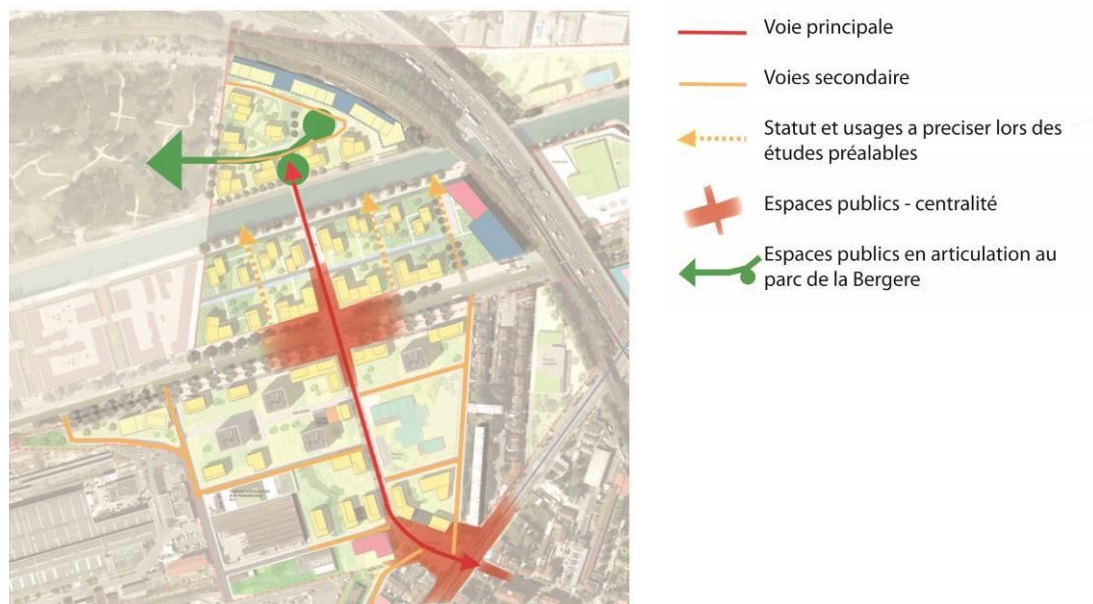 Voie principale
Voies secondaire
Statut et usages a preciser lors des
études préalables
Espaces publics - centralité
Espaces publics en articulation au
parc de la Bergere